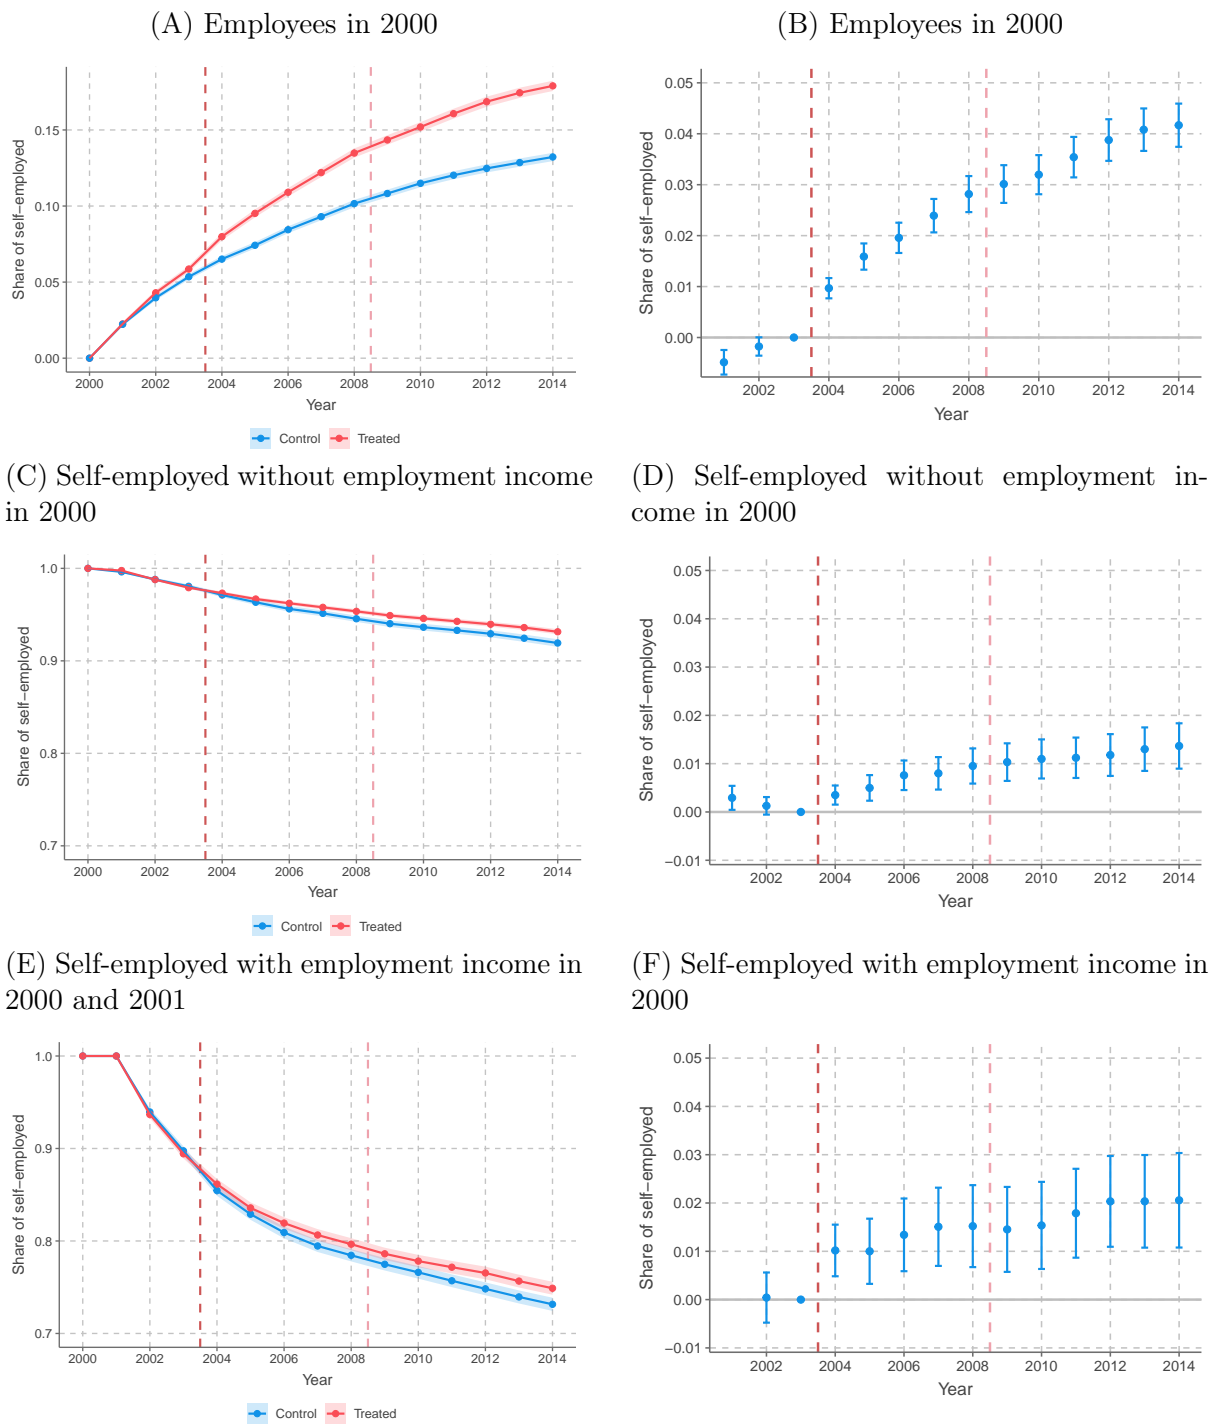 (A) Employees in 2000
Share of self−employed
0.15
0.10
0.05
0.00
2000 2002 2004 2006 2008 2010 2012 2014
Year
Control Treated
(B) Employees in 2000
Share of self−employed
0.05
0.04
0.03
0.02
0.01
0.00
2002 2004 2006 2008 2010 2012 2014
Year
(C) Self-employed without employment income
in 2000
Share of self−employed
1.0
0.9
0.8
0.7
2000 2002 2004 2006 2008 2010 2012 2014
Year
Control Treated
(D) Self-employed without employment in-
come in 2000
Share of self−employed
0.05
0.04
0.03
0.02
0.01
0.00
−0.01
2002 2004 2006 2008 2010 2012 2014
Year
(E) Self-employed with employment income in
2000 and 2001
Share of self−employed
1.0
0.9
0.8
0.7
2000 2002 2004 2006 2008 2010 2012 2014
Year
Control Treated
(F) Self-employed with employment income in
2000
Share of self−employed
0.05
0.04
0.03
0.02
0.01
0.00
−0.01
2002 2004 2006 2008 2010 2012 2014
Year